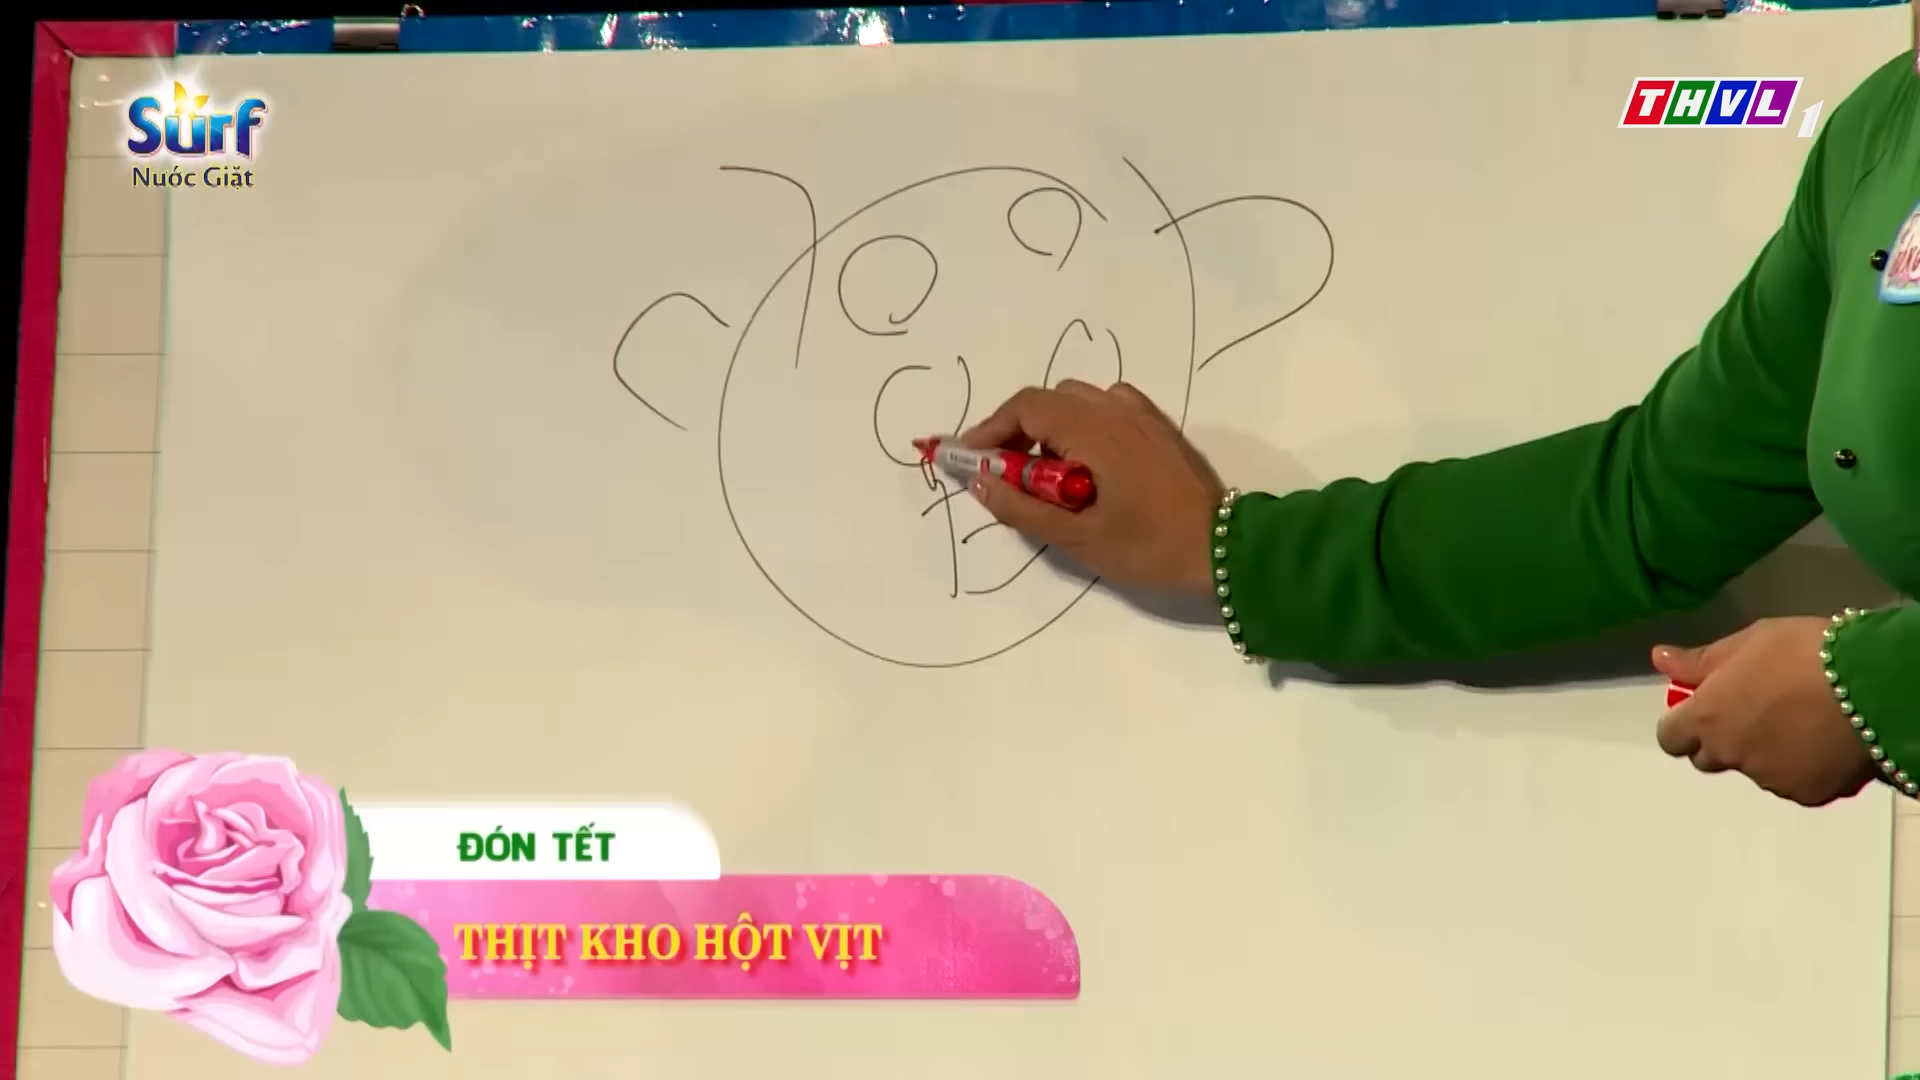 Surf
Nước Giặt
THVL 1
ĐÓN TẾT
THỊT KHO HỘT VỊT